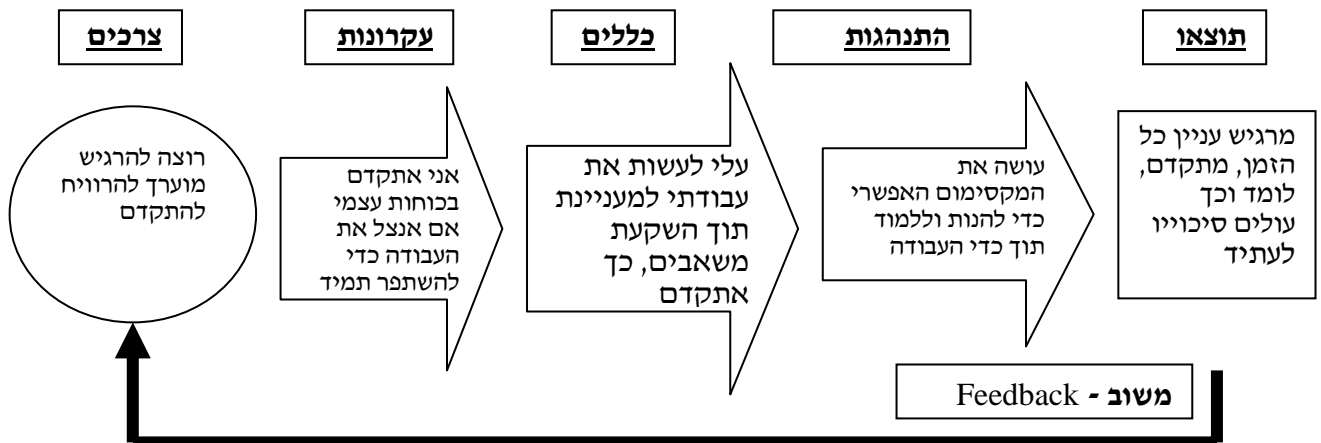 צרכים
עקרונות
כללים
התנהגות
תוצאו
רוצה להרגיש
מוערך להרוויח
להתקדם
אני אתקדם
בכוחות עצמי
אם אנצל את
העבודה כדי
להשתפר תמיד
עלי לעשות את
עבודתי למעניינת
תוך השקעת
משאבים, כך
אתקדם
עושה את
המקסימום האפשרי
כדי להנות וללמוד
תוך כדי העבודה
מרגיש עניין כל
הזמן, מתקדם,
לומד וכך
עולים סיכוייו
לעתיד
משוב - Feedback